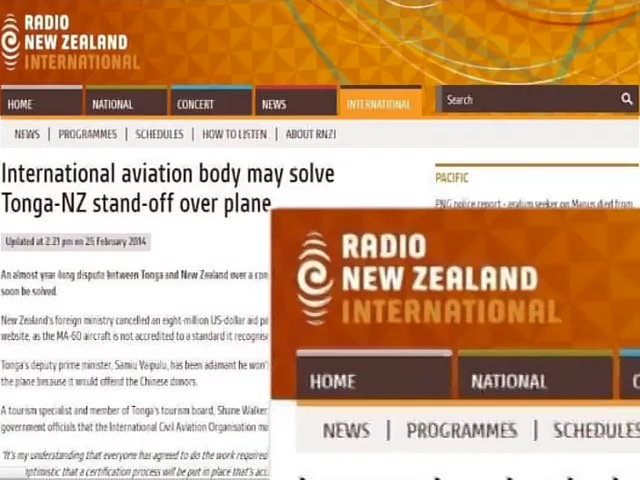 RADIO
NEW ZEALAND
INTERNATIONAL
HOME
NATIONAL
CONCERT
NEWS
INTERNATIONAL
Search
NEWS | PROGRAMMES | SCHEDULES | HOW TO LISTEN | ABOUT RNZI
International aviation body may solve
Tonga-NZ stand-off over plane
Updated at 2:21 pm on 25 February 2014
PACIFIC
PNG police report - asylum seeker on Manus died from
An almost year-long dispute between Tonga and New Zealand over a
soon be solved.
New Zealand's foreign ministry cancelled an eight-million US-dollar aid
website, as the MA-60 aircraft is not accredited to a standard it
Tonga's deputy prime minister, Samiu Vaipulu, has been adamant he
the plane because it would offend the Chinese donors.
A tourism specialist and member of Tonga's tourism board, Shane Walker
government officials that the International Civil Aviation Organisation
"It's my understanding that everyone has agreed to do the work required
optimistic that a certification process will be put in place that's
RADIO
NEW ZEALAND
INTERNATIONAL
HOME
NATIONAL
C
NEWS | PROGRAMMES | SCHEDULES